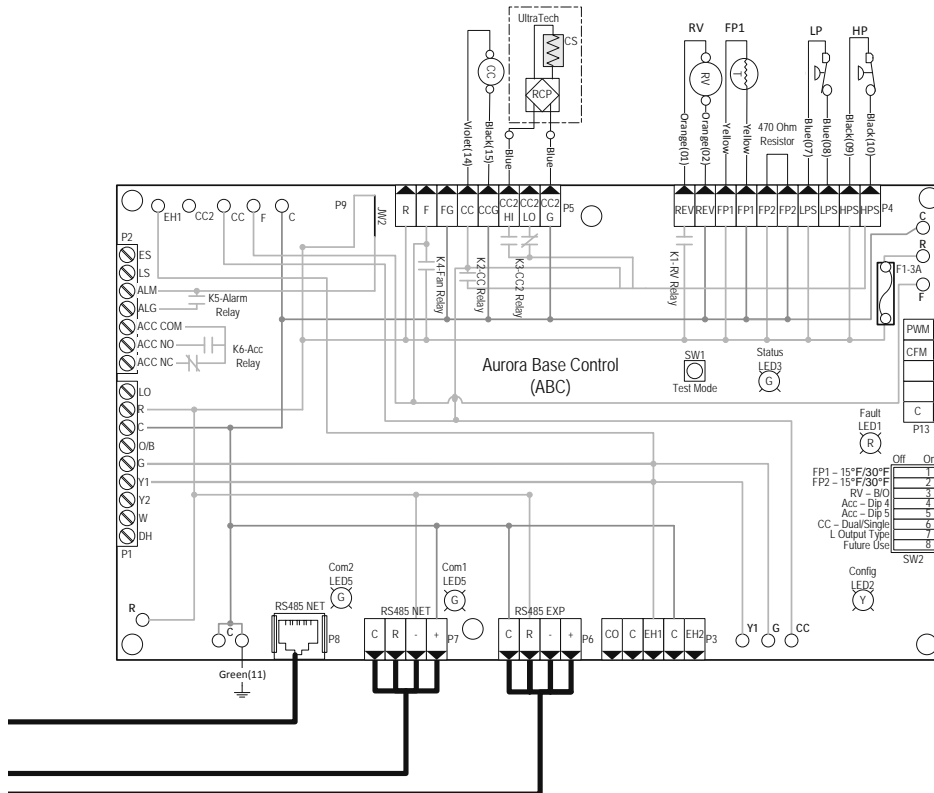 UltraTech
CS
RCP
CC
RV
FP1
LP
HP
RV
T
Violet(14)
Black(15)
Blue
Blue
Orange(01)
Orange(02)
Yellow
Yellow
470 Ohm
Resistor
Blue(07)
Blue(08)
Black(09)
Black(10)
EH1
CC2
CC
F
C
P9
JW2
R
F
FG
CC
CCG
CC2
HI
CC2
LO
CC2
G
P5
REV
REV
FP1
FP1
FP2
FP2
LPS
LPS
HPS
HPS
P4
C
R
F1-3A
F
P2
ES
LS
ALM
ALG
ACC COM
ACC NO
ACC NC
K5-Alarm
Relay
K6-Acc
Relay
K4-Fan Relay
K2-CC Relay
K3-CC2 Relay
K1-RV Relay
Aurora Base Control
(ABC)
SW1
Test Mode
Status
LED3
G
PWM
CFM
C
P13
LO
R
C
O/B
G
Y1
Y2
W
DH
P1
Fault
LED1
R
Off
On
FP1 – 15°F/30°F
1
FP2 – 15°F/30°F
2
RV – B/O
3
Acc – Dip 4
4
Acc – Dip 5
5
CC – Dual/Single
6
L Output Type
7
Future Use
8
SW2
Config
LED2
Y
Com2
LED5
G
Com1
LED5
G
R
C
Green(11)
RS485 NET
P8
RS485 NET
C
R
-
+
P7
RS485 EXP
C
R
-
+
P6
CO
C
EH1
C
EH2
P3
Y1
G
CC